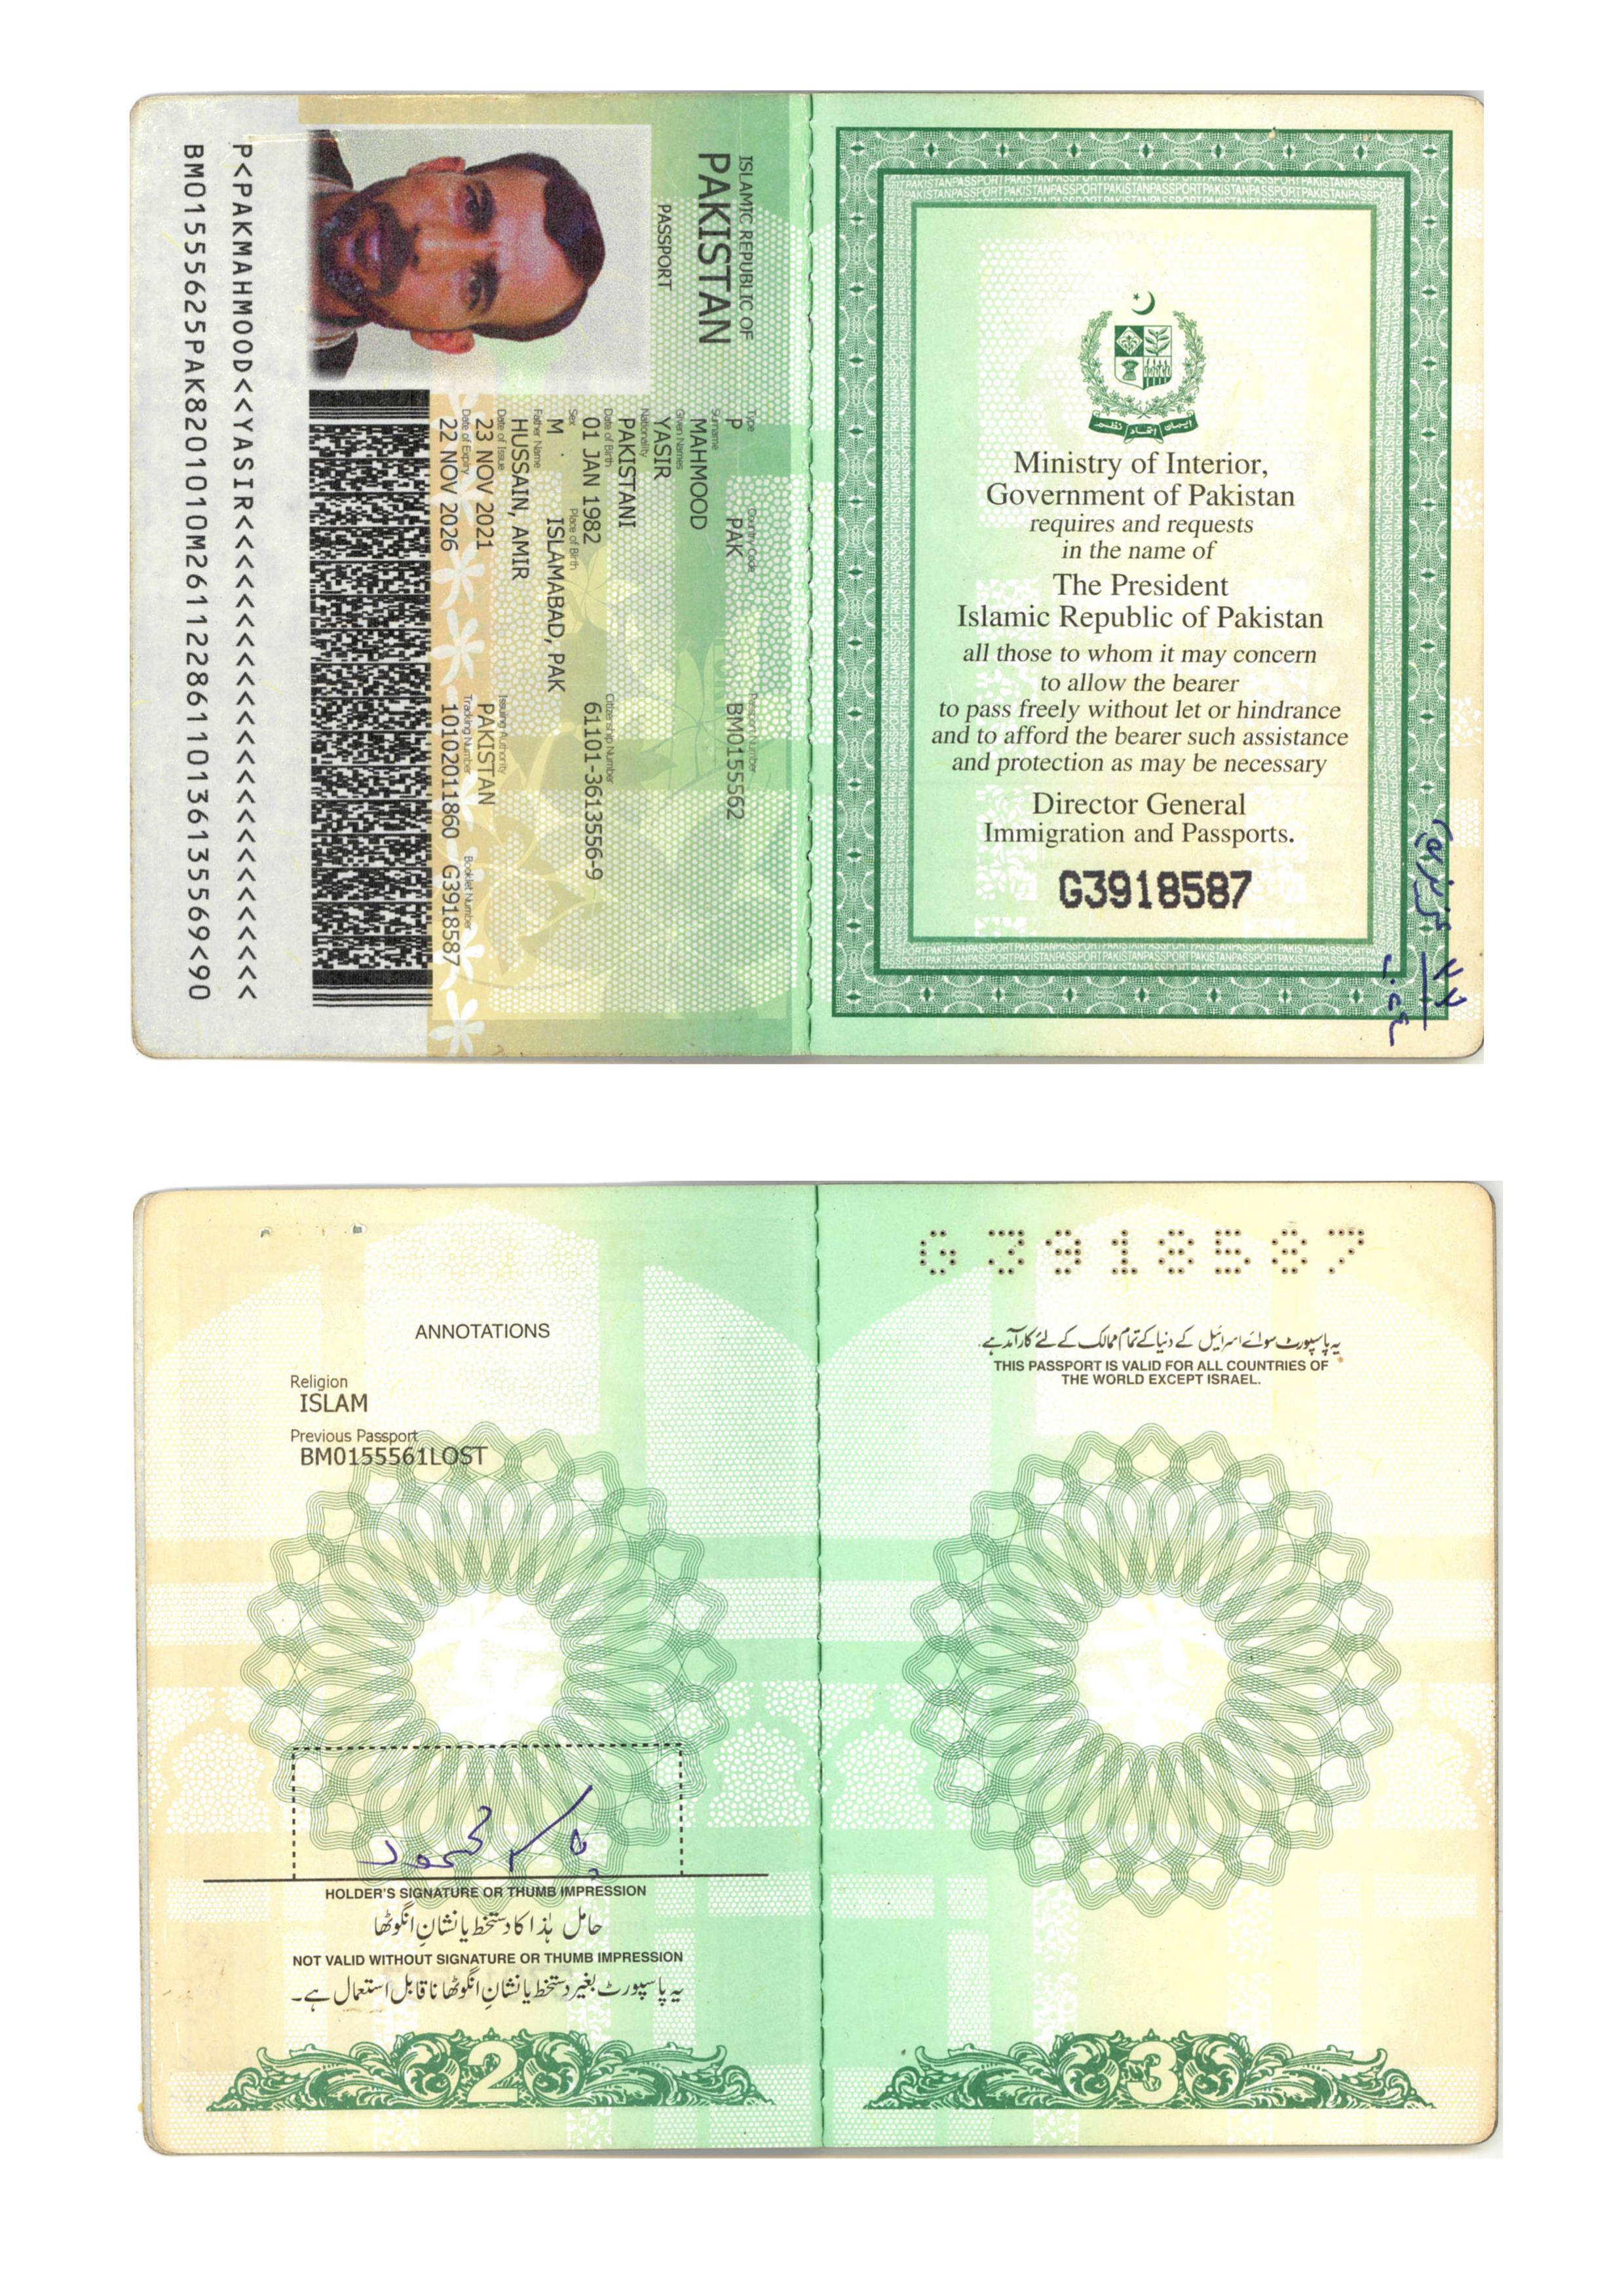 ISLAMIC REPUBLIC OF
PAKISTAN
PASSPORT
Type Country Code Passport Number
P PAK BM0155562
Surname
MAHMOOD
Given Names
YASIR
Nationality
PAKISTANI
Date of Birth Citizenship Number
01 JAN 1982 61101-3613556-9
Sex Place of Birth
M ISLAMABAD, PAK
Father Name
HUSSAIN, AMIR
Date of Issue Issuing Authority
23 NOV 2021 PAKISTAN
Date of Expiry Tracking Number Booklet Number
22 NOV 2026 10102011860 G3918587
P<PAKMAHMOOD<<YASIR<<<<<<<<<<<<<<<<<<<<<<<<<
BM01555625PAK8201010M26112286110136135569<90
ایمان اتحاد نظم
Ministry of Interior,
Government of Pakistan
requires and requests
in the name of
The President
Islamic Republic of Pakistan
all those to whom it may concern
to allow the bearer
to pass freely without let or hindrance
and to afford the bearer such assistance
and protection as may be necessary
Director General
Immigration and Passports.
G3918587
ANNOTATIONS
Religion
ISLAM
Previous Passport
BM0155561LOST
یاسر محمود
HOLDER'S SIGNATURE OR THUMB IMPRESSION
حامل ہٰذا کا دستخط یا نشانِ انگوٹھا
NOT VALID WITHOUT SIGNATURE OR THUMB IMPRESSION
یہ پاسپورٹ بغیر دستخط یا نشانِ انگوٹھا ناقابل استعمال ہے۔
2
G3918587
یہ پاسپورٹ سوائے اسرائیل کے دنیا کے تمام ممالک کے لئے کارآمد ہے۔
THIS PASSPORT IS VALID FOR ALL COUNTRIES OF
THE WORLD EXCEPT ISRAEL.
3